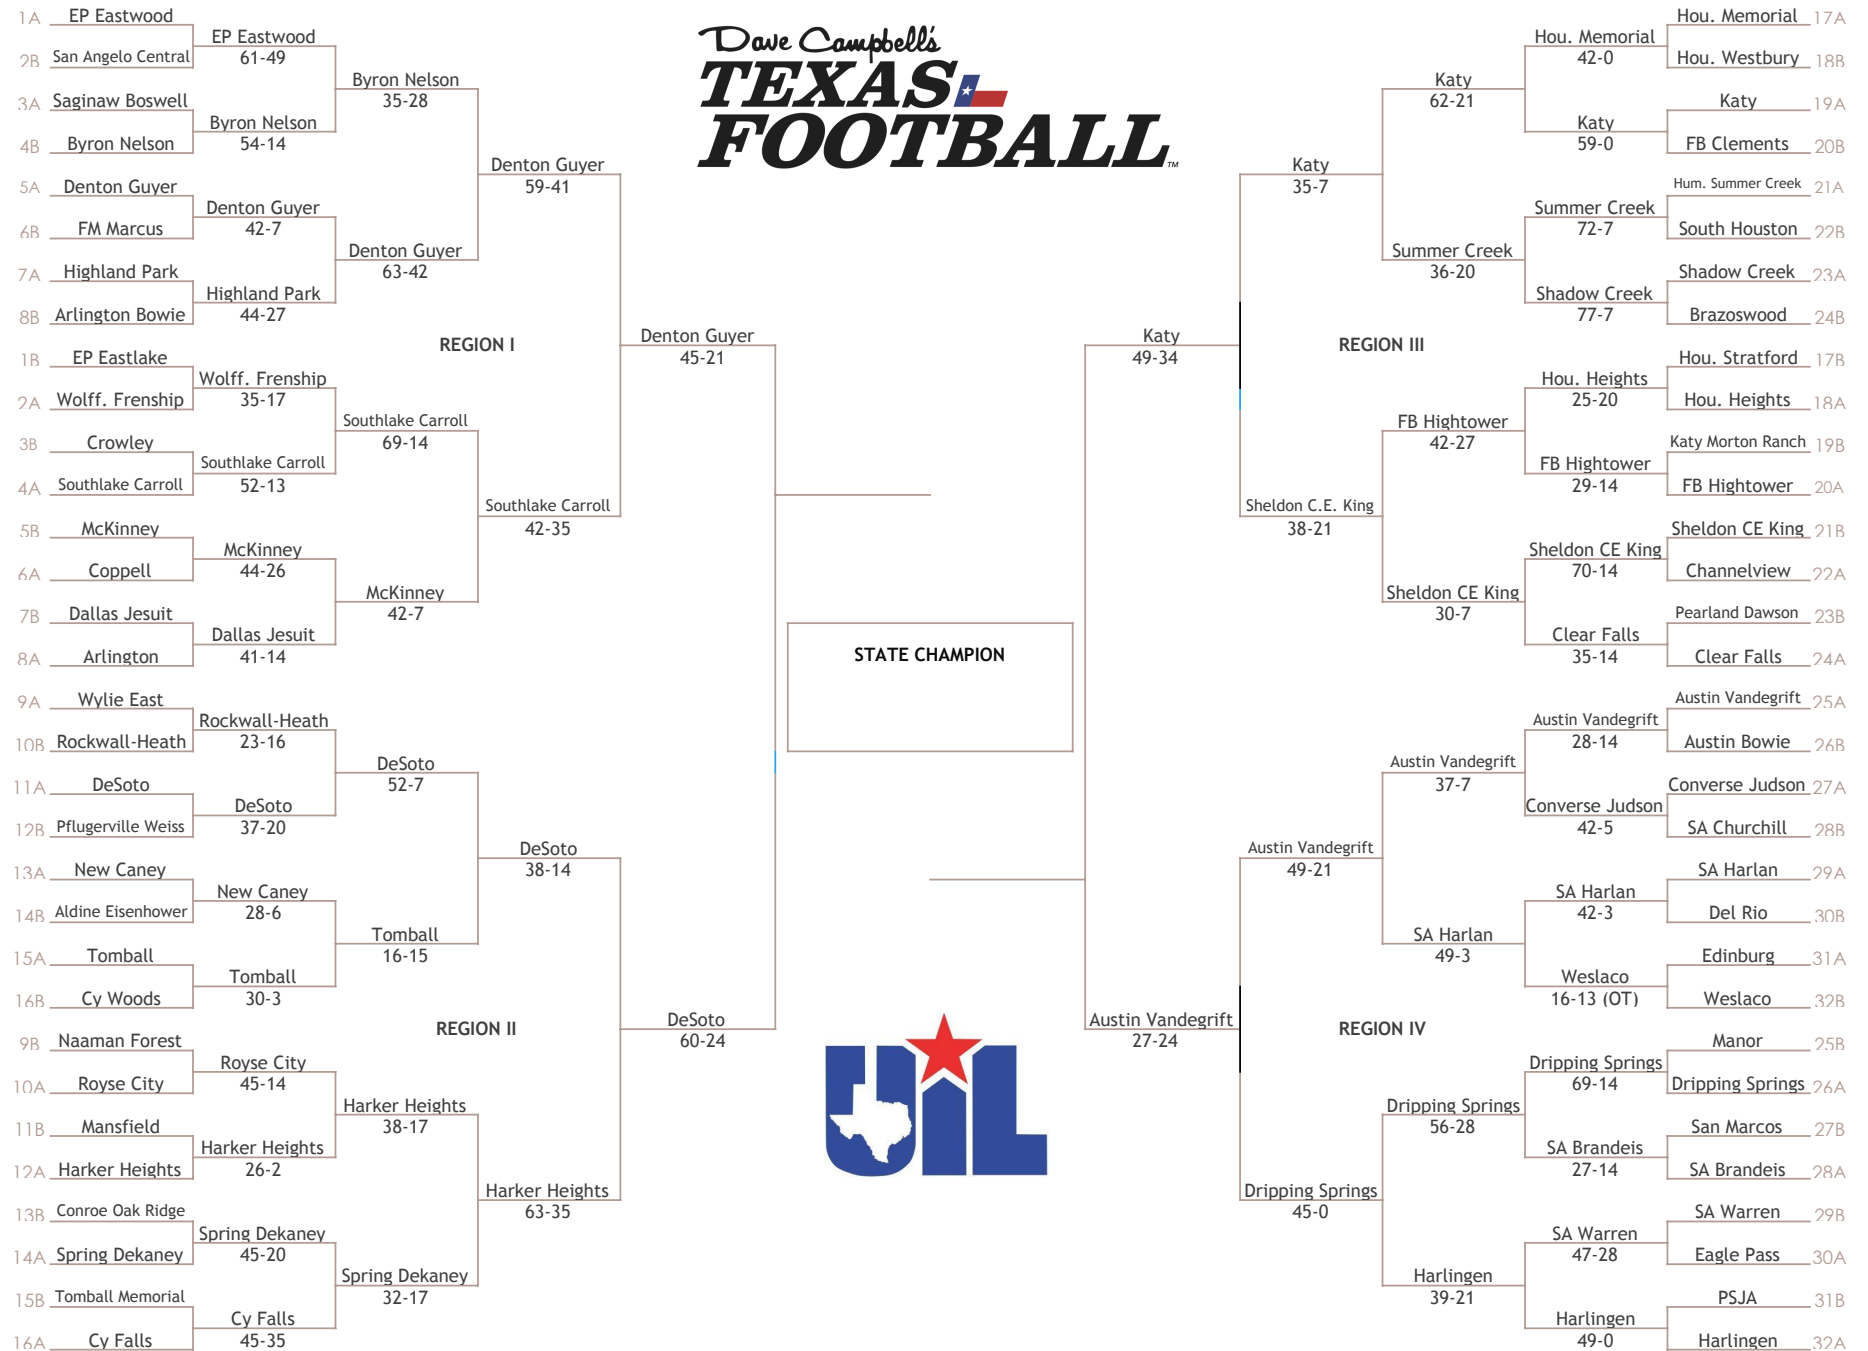 Dave Campbell's
TEXAS
FOOTBALL™
1A EP Eastwood
2B San Angelo Central
3A Saginaw Boswell
4B Byron Nelson
5A Denton Guyer
6B FM Marcus
7A Highland Park
8B Arlington Bowie
1B EP Eastlake
2A Wolff. Frenship
3B Crowley
4A Southlake Carroll
5B McKinney
6A Coppell
7B Dallas Jesuit
8A Arlington
9A Wylie East
10B Rockwall-Heath
11A DeSoto
12B Pflugerville Weiss
13A New Caney
14B Aldine Eisenhower
15A Tomball
16B Cy Woods
9B Naaman Forest
10A Royse City
11B Mansfield
12A Harker Heights
13B Conroe Oak Ridge
14A Spring Dekaney
15B Tomball Memorial
16A Cy Falls
EP Eastwood
61-49
Byron Nelson
54-14
Denton Guyer
42-7
Highland Park
44-27
Wolff. Frenship
35-17
Southlake Carroll
52-13
McKinney
44-26
Dallas Jesuit
41-14
Rockwall-Heath
23-16
DeSoto
37-20
New Caney
28-6
Tomball
30-3
Royse City
45-14
Harker Heights
26-2
Spring Dekaney
45-20
Cy Falls
45-35
Byron Nelson
35-28
Denton Guyer
63-42
Southlake Carroll
69-14
McKinney
42-7
DeSoto
52-7
Tomball
16-15
Harker Heights
38-17
Spring Dekaney
32-17
Denton Guyer
59-41
REGION I
Southlake Carroll
42-35
DeSoto
38-14
REGION II
Harker Heights
63-35
Denton Guyer
45-21
DeSoto
60-24
STATE CHAMPION
UIL
Katy
49-34
Austin Vandegrift
27-24
Katy
35-7
REGION III
Sheldon C.E. King
38-21
Austin Vandegrift
49-21
REGION IV
Dripping Springs
45-0
Katy
62-21
Summer Creek
36-20
FB Hightower
42-27
Sheldon CE King
30-7
Austin Vandegrift
37-7
SA Harlan
49-3
Dripping Springs
56-28
Harlingen
39-21
Hou. Memorial
42-0
Katy
59-0
Summer Creek
72-7
Shadow Creek
77-7
Hou. Heights
25-20
FB Hightower
29-14
Sheldon CE King
70-14
Clear Falls
35-14
Austin Vandegrift
28-14
Converse Judson
42-5
SA Harlan
42-3
Weslaco
16-13 (OT)
Dripping Springs
69-14
SA Brandeis
27-14
SA Warren
47-28
Harlingen
49-0
Hou. Memorial 17A
Hou. Westbury 18B
Katy 19A
FB Clements 20B
Hum. Summer Creek 21A
South Houston 22B
Shadow Creek 23A
Brazoswood 24B
Hou. Stratford 17B
Hou. Heights 18A
Katy Morton Ranch 19B
FB Hightower 20A
Sheldon CE King 21B
Channelview 22A
Pearland Dawson 23B
Clear Falls 24A
Austin Vandegrift 25A
Austin Bowie 26B
Converse Judson 27A
SA Churchill 28B
SA Harlan 29A
Del Rio 30B
Edinburg 31A
Weslaco 32B
Manor 25B
Dripping Springs 26A
San Marcos 27B
SA Brandeis 28A
SA Warren 29B
Eagle Pass 30A
PSJA 31B
Harlingen 32A